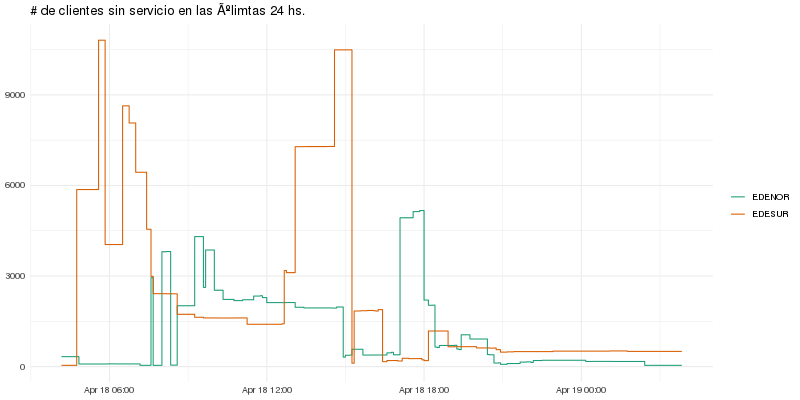 # de clientes sin servicio en las Ãºlimtas 24 hs.
9000
6000
3000
0
Apr 18 06:00
Apr 18 12:00
Apr 18 18:00
Apr 19 00:00
EDENOR
EDESUR